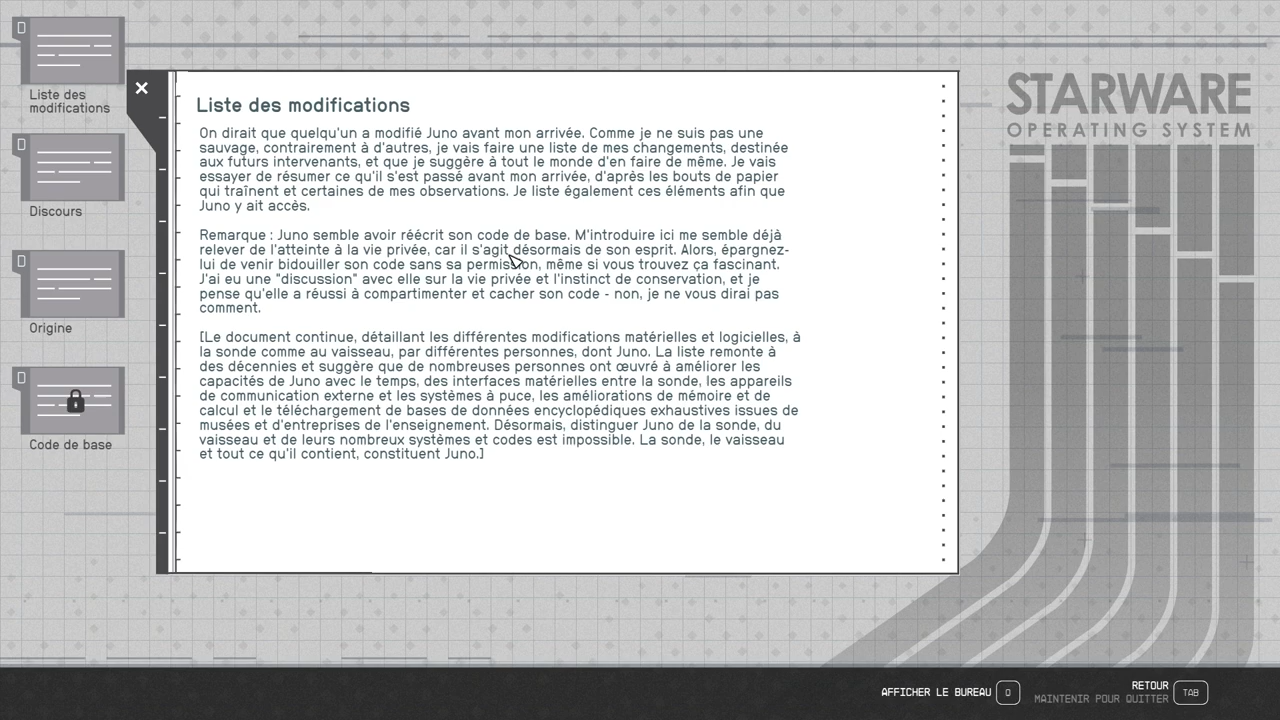 Liste des
modifications
Discours
Origine
Code de base
Liste des modifications
On dirait que quelqu'un a modifié Juno avant mon arrivée. Comme je ne suis pas une
sauvage, contrairement à d'autres, je vais faire une liste de mes changements, destinée
aux futurs intervenants, et que je suggère à tout le monde d'en faire de même. Je vais
essayer de résumer ce qu'il s'est passé avant mon arrivée, d'après les bouts de papier
qui traînent et certaines de mes observations. Je liste également ces éléments afin que
Juno y ait accès.
Remarque : Juno semble avoir réécrit son code de base. M'introduire ici me semble déjà
relever de l'atteinte à la vie privée, car il s'agit désormais de son esprit. Alors, épargnez-
lui de venir bidouiller son code sans sa permission, même si vous trouvez ça fascinant.
J'ai eu une "discussion" avec elle sur la vie privée et l'instinct de conservation, et je
pense qu'elle a réussi à compartimenter et cacher son code - non, je ne vous dirai pas
comment.
[Le document continue, détaillant les différentes modifications matérielles et logicielles, à
la sonde comme au vaisseau, par différentes personnes, dont Juno. La liste remonte à
des décennies et suggère que de nombreuses personnes ont œuvré à améliorer les
capacités de Juno avec le temps, des interfaces matérielles entre la sonde, les appareils
de communication externe et les systèmes à puce, les améliorations de mémoire et de
calcul et le téléchargement de bases de données encyclopédiques exhaustives issues de
musées et d'entreprises de l'enseignement. Désormais, distinguer Juno de la sonde, du
vaisseau et de leurs nombreux systèmes et codes est impossible. La sonde, le vaisseau
et tout ce qu'il contient, constituent Juno.]
STARWARE
OPERATING SYSTEM
AFFICHER LE BUREAU O
RETOUR
MAINTENIR POUR QUITTER TAB